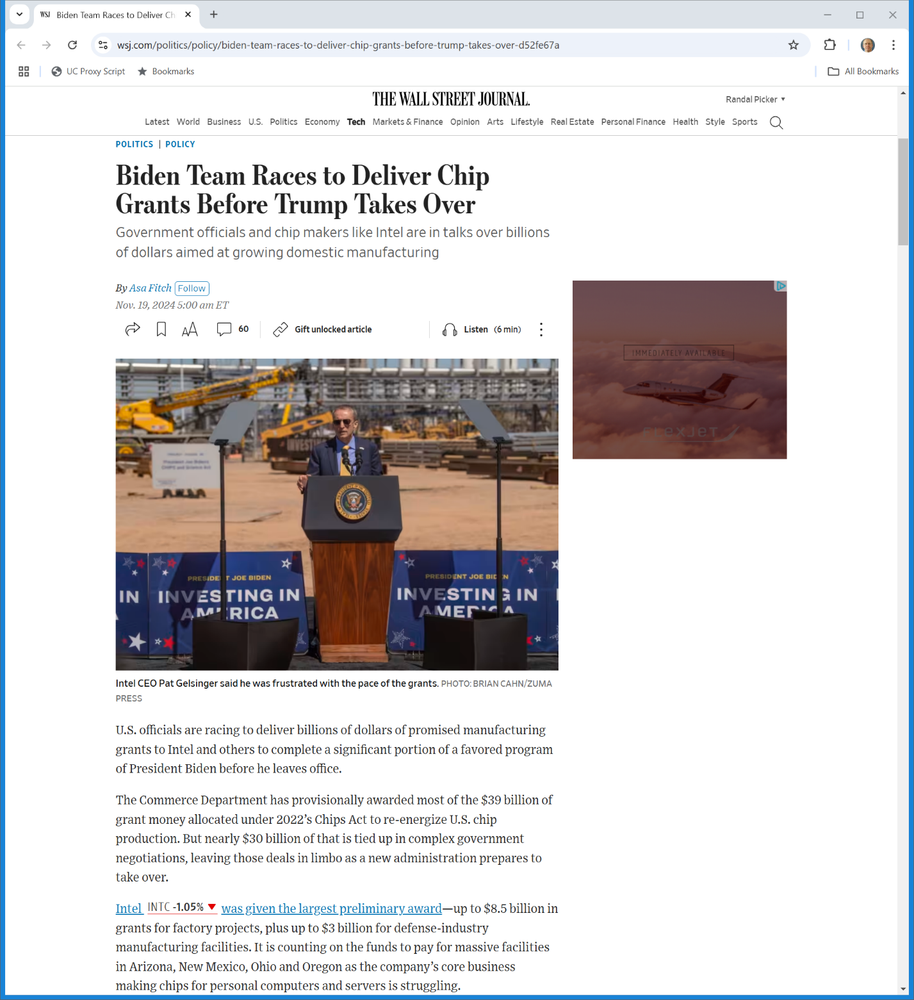 WSJ Biden Team Races to Deliver Ch
wsj.com/politics/policy/biden-team-races-to-deliver-chip-grants-before-trump-takes-over-d52fe67a
UC Proxy Script Bookmarks All Bookmarks
THE WALL STREET JOURNAL.
Randal Picker
Latest World Business U.S. Politics Economy Tech Markets & Finance Opinion Arts Lifestyle Real Estate Personal Finance Health Style Sports
POLITICS | POLICY
Biden Team Races to Deliver Chip
Grants Before Trump Takes Over
Government officials and chip makers like Intel are in talks over billions
of dollars aimed at growing domestic manufacturing
By Asa Fitch Follow
Nov. 19, 2024 5:00 am ET
60 Gift unlocked article Listen (6 min)
IMMEDIATELY AVAILABLE
FLEXJET
President Joe Biden's
CHIPS and Science Act
PRESIDENT OF THE UNITED STATES
PRESIDENT JOE BIDEN
IN INVESTING IN
AMERICA
PRESIDENT JOE BIDEN
INVESTING IN
AMERICA
Intel CEO Pat Gelsinger said he was frustrated with the pace of the grants. PHOTO: BRIAN CAHN/ZUMA
PRESS
U.S. officials are racing to deliver billions of dollars of promised manufacturing
grants to Intel and others to complete a significant portion of a favored program
of President Biden before he leaves office.
The Commerce Department has provisionally awarded most of the $39 billion of
grant money allocated under 2022’s Chips Act to re-energize U.S. chip
production. But nearly $30 billion of that is tied up in complex government
negotiations, leaving those deals in limbo as a new administration prepares to
take over.
Intel INTC -1.05% was given the largest preliminary award—up to $8.5 billion in
grants for factory projects, plus up to $3 billion for defense-industry
manufacturing facilities. It is counting on the funds to pay for massive facilities
in Arizona, New Mexico, Ohio and Oregon as the company’s core business
making chips for personal computers and servers is struggling.